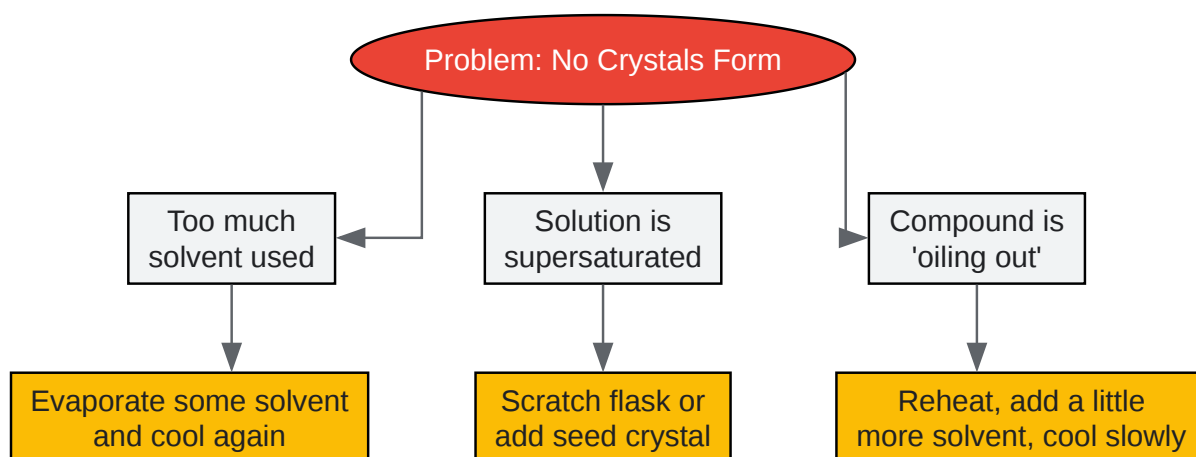 Problem: No Crystals Form
Too much
solvent used
Solution is
supersaturated
Compound is
'oiling out'
Evaporate some solvent
and cool again
Scratch flask or
add seed crystal
Reheat, add a little
more solvent, cool slowly